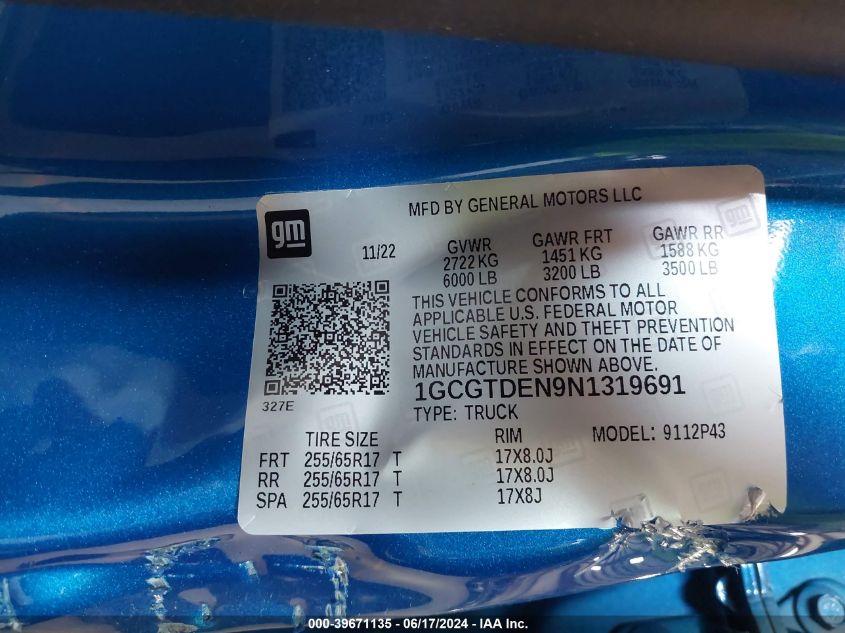 MFD BY GENERAL MOTORS LLC
gm
11/22
GVWR GAWR FRT GAWR RR
2722 KG 1451 KG 1588 KG
6000 LB 3200 LB 3500 LB
THIS VEHICLE CONFORMS TO ALL
APPLICABLE U.S. FEDERAL MOTOR
VEHICLE SAFETY AND THEFT PREVENTION
STANDARDS IN EFFECT ON THE DATE OF
MANUFACTURE SHOWN ABOVE.
1GCGTDEN9N1319691
327E
TYPE: TRUCK
TIRE SIZE RIM MODEL: 9112P43
FRT 255/65R17 T 17X8.0J
RR 255/65R17 T 17X8.0J
SPA 255/65R17 T 17X8J
000-39671135 - 06/17/2024 - IAA Inc.